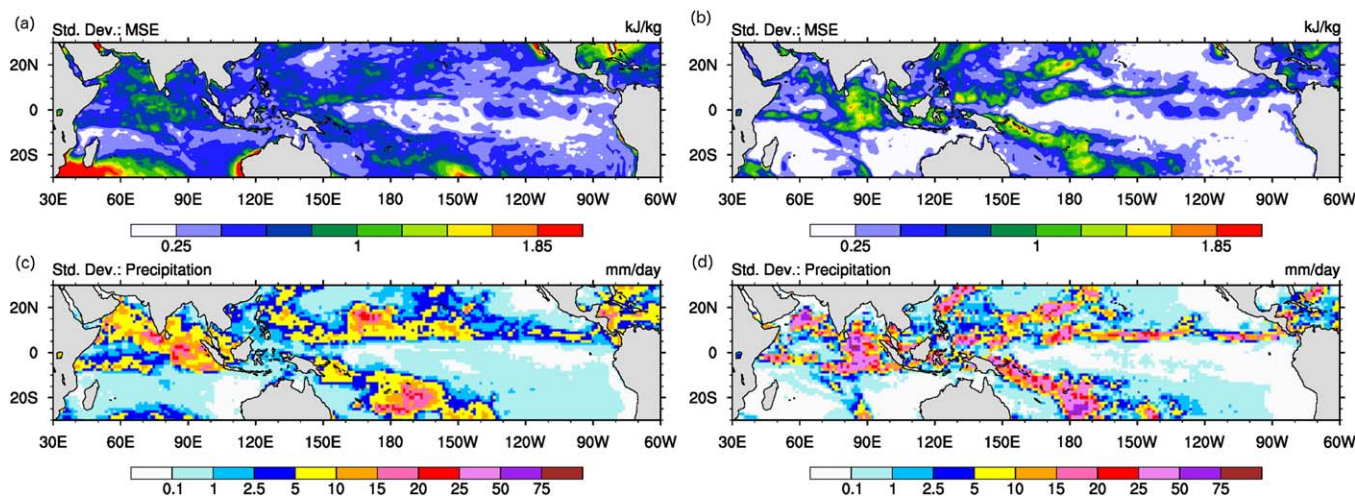 (a) Std. Dev.: MSE kJ/kg
20N
0
20S
30E 60E 90E 120E 150E 180 150W 120W 90W 60W
0.25 1 1.85
(b) Std. Dev.: MSE kJ/kg
20N
0
20S
30E 60E 90E 120E 150E 180 150W 120W 90W 60W
0.25 1 1.85
(c) Std. Dev.: Precipitation mm/day
20N
0
20S
30E 60E 90E 120E 150E 180 150W 120W 90W 60W
0.1 1 2.5 5 10 15 20 25 50 75
(d) Std. Dev.: Precipitation mm/day
20N
0
20S
30E 60E 90E 120E 150E 180 150W 120W 90W 60W
0.1 1 2.5 5 10 15 20 25 50 75